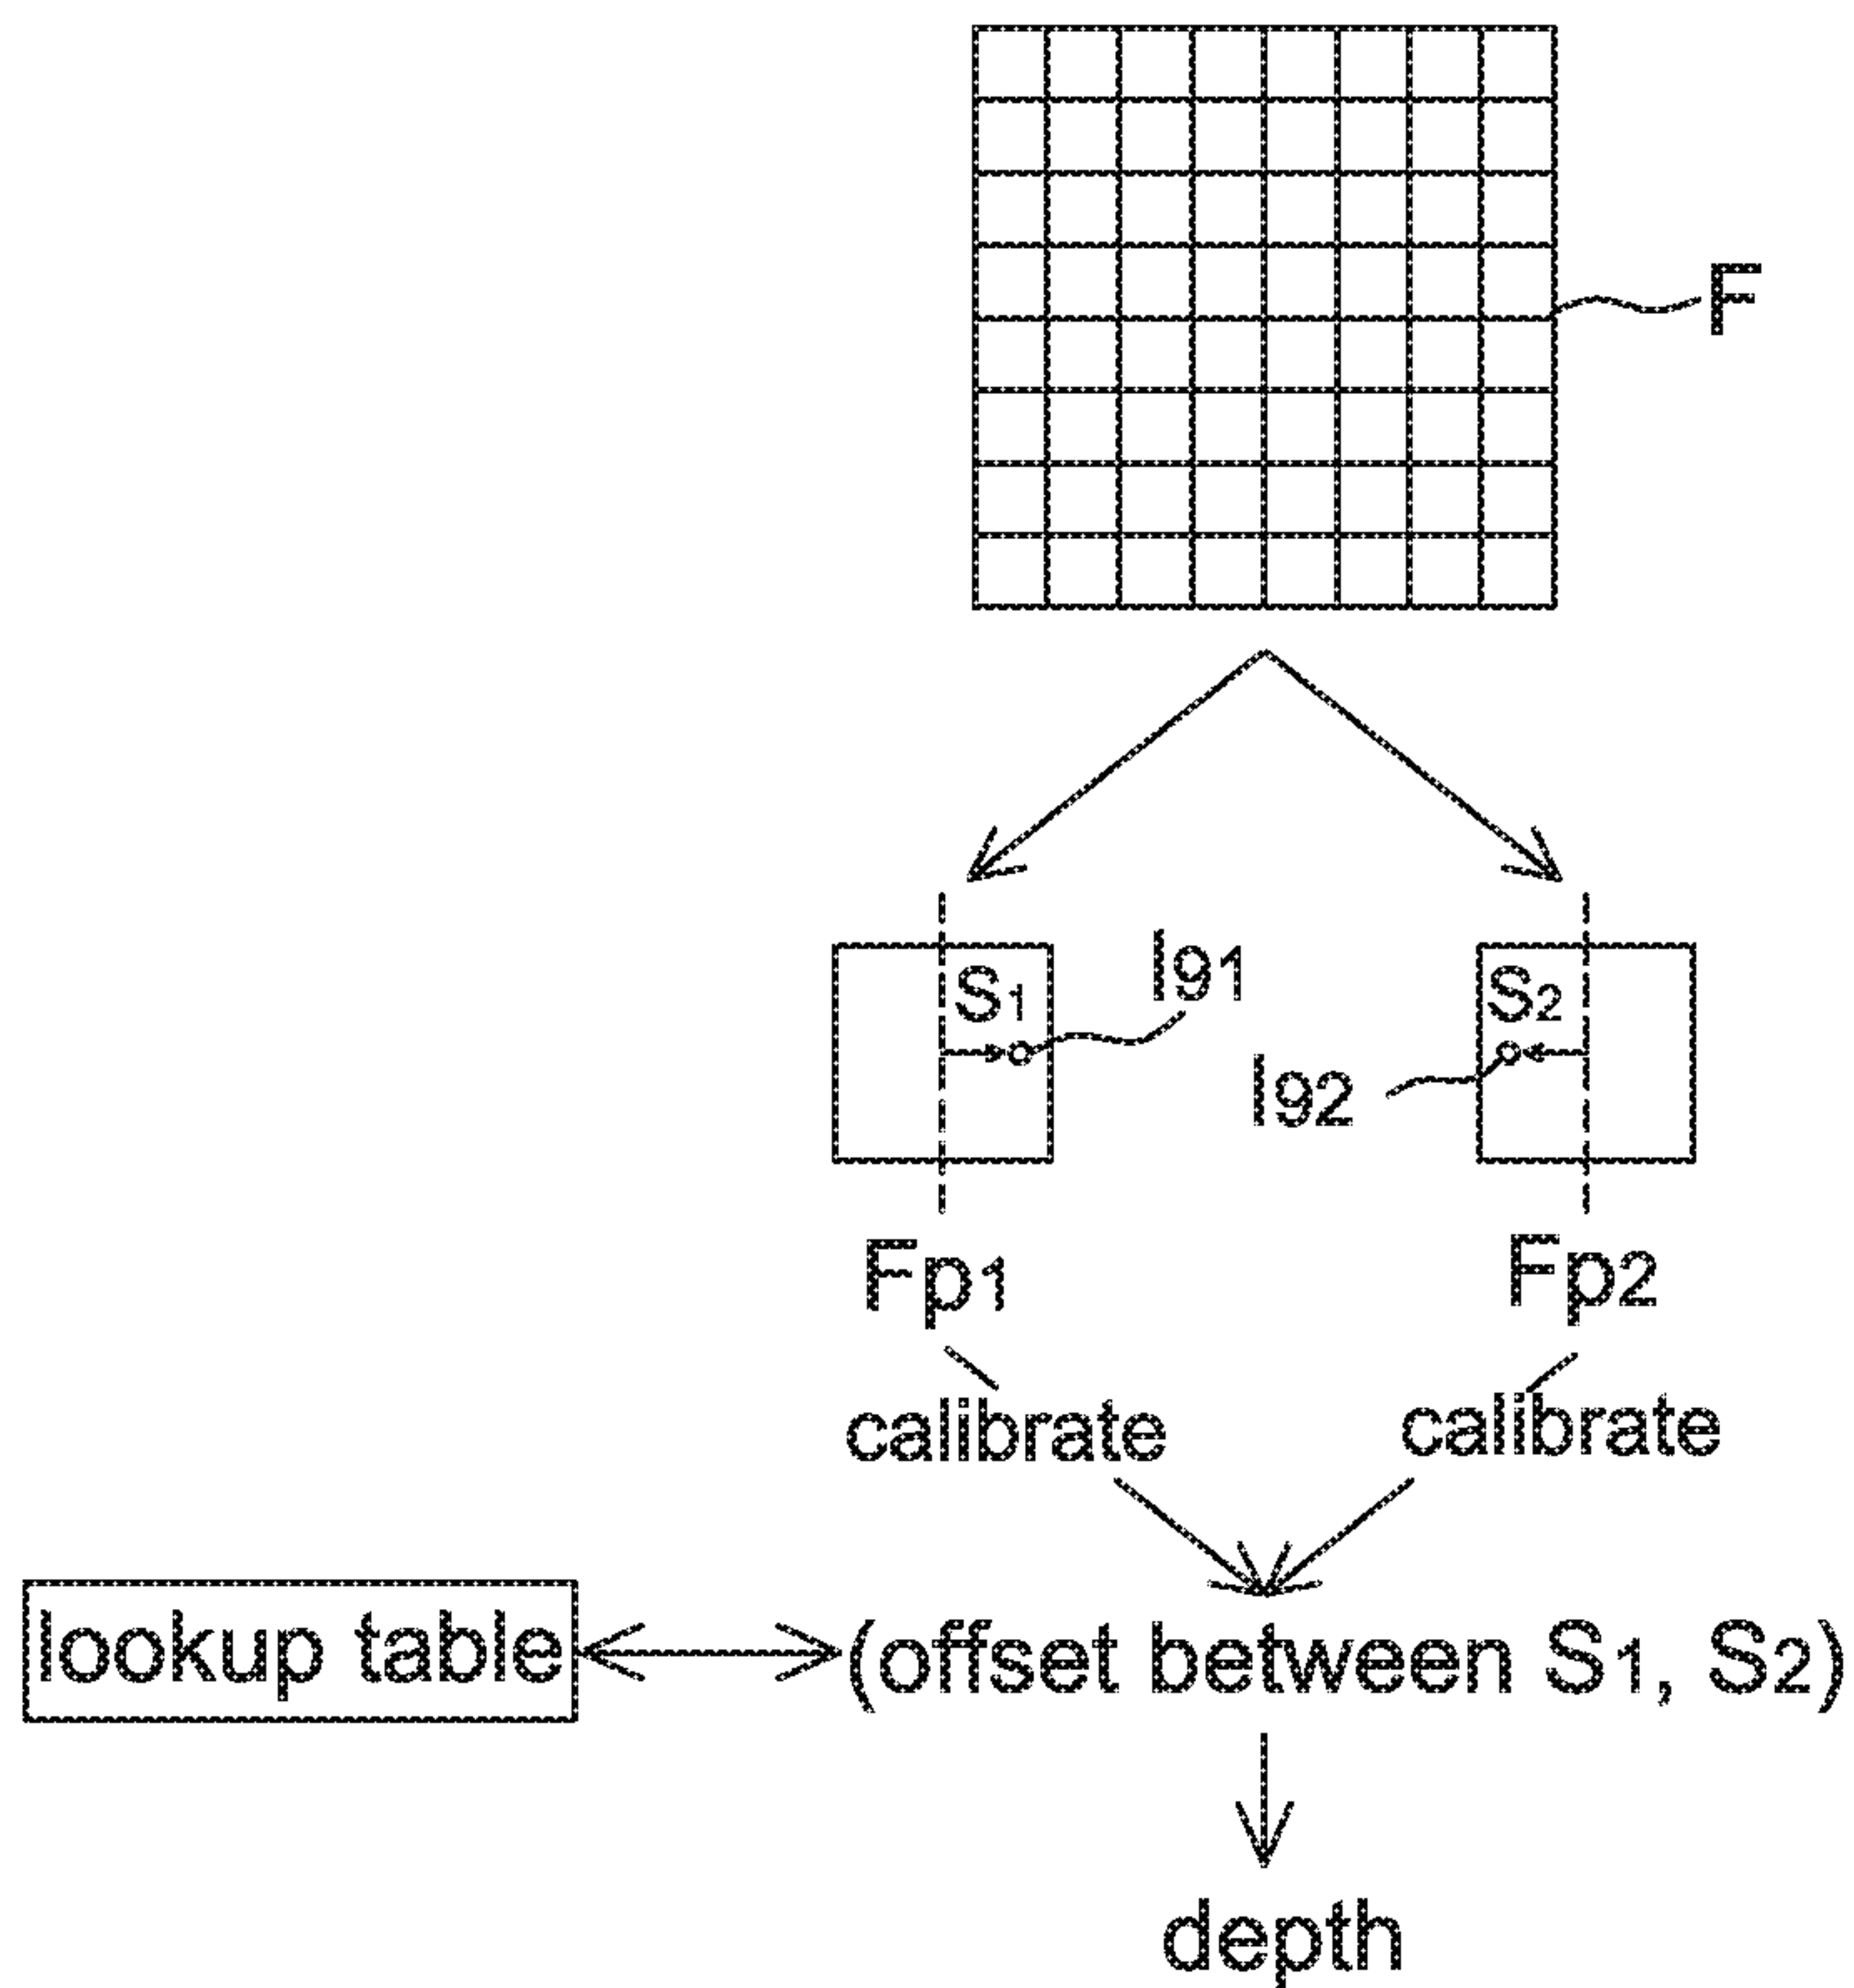 F
S1
I91
S2
I92
Fp1
Fp2
calibrate
calibrate
lookup table
(offset between S1, S2)
depth